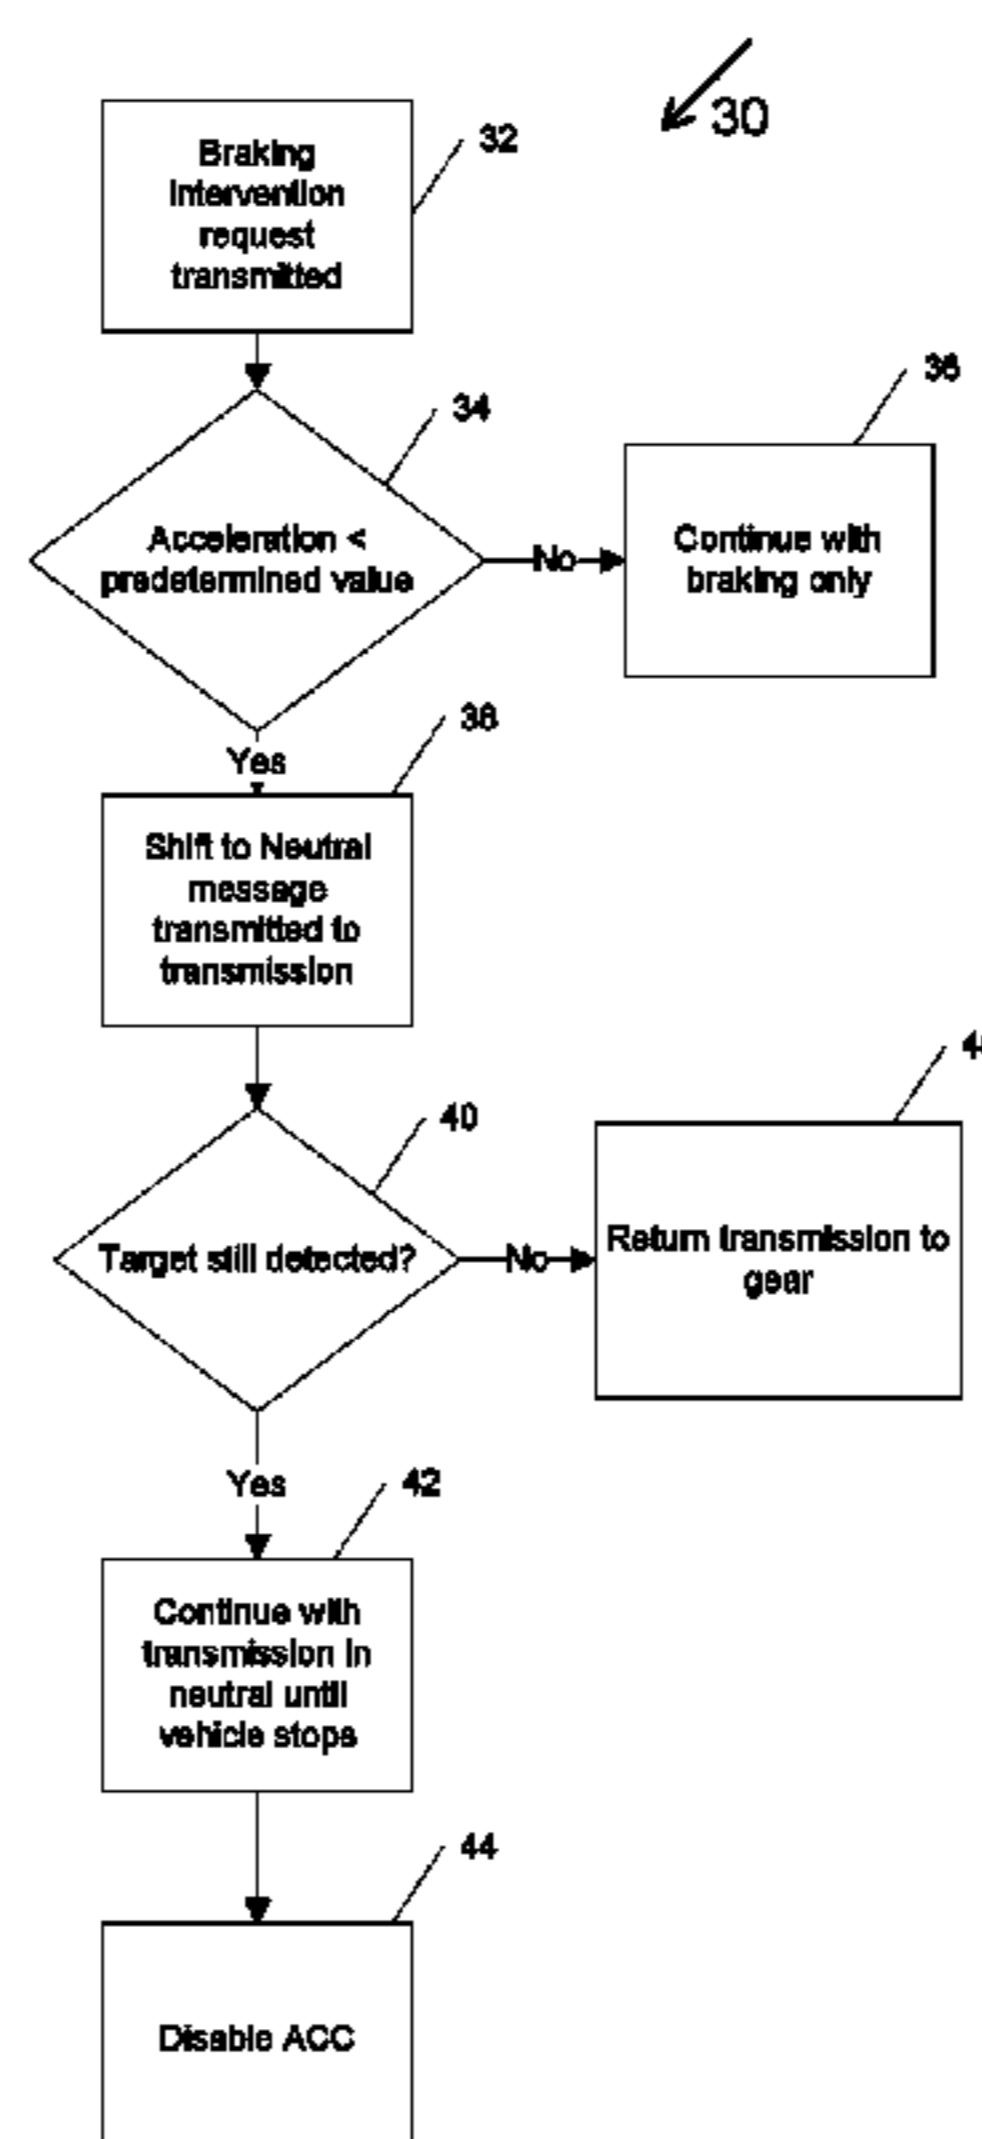 30
32
Braking
intervention
request
transmitted
34
Acceleration <
predetermined value
No
36
Continue with
braking only
Yes
38
Shift to Neutral
message
transmitted to
transmission
40
Target still detected?
No
Return transmission to
gear
Yes
42
Continue with
transmission in
neutral until
vehicle stops
44
Disable ACC